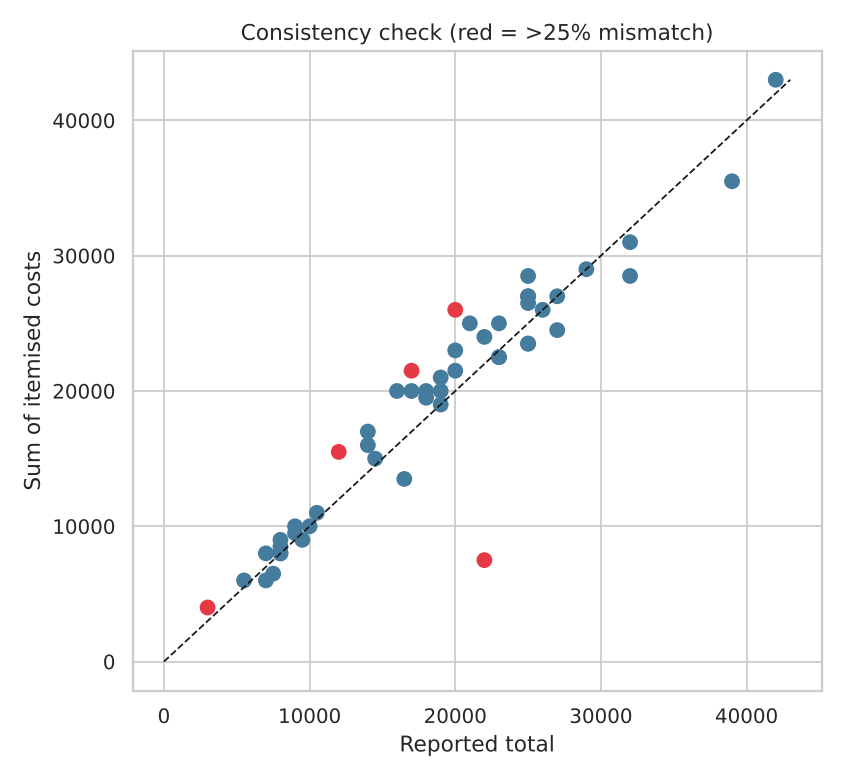 Consistency check (red = >25% mismatch)
Sum of itemised costs
40000
30000
20000
10000
0
0 10000 20000 30000 40000
Reported total